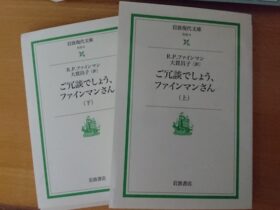 岩波現代文庫
R.P.ファインマン
大貫昌子〔訳〕
ご冗談でしょう、
ファインマンさん
〔下〕
岩波書店
岩波現代文庫
R.P.ファインマン
大貫昌子〔訳〕
ご冗談でしょう、
ファインマンさん
〔上〕
岩波書店